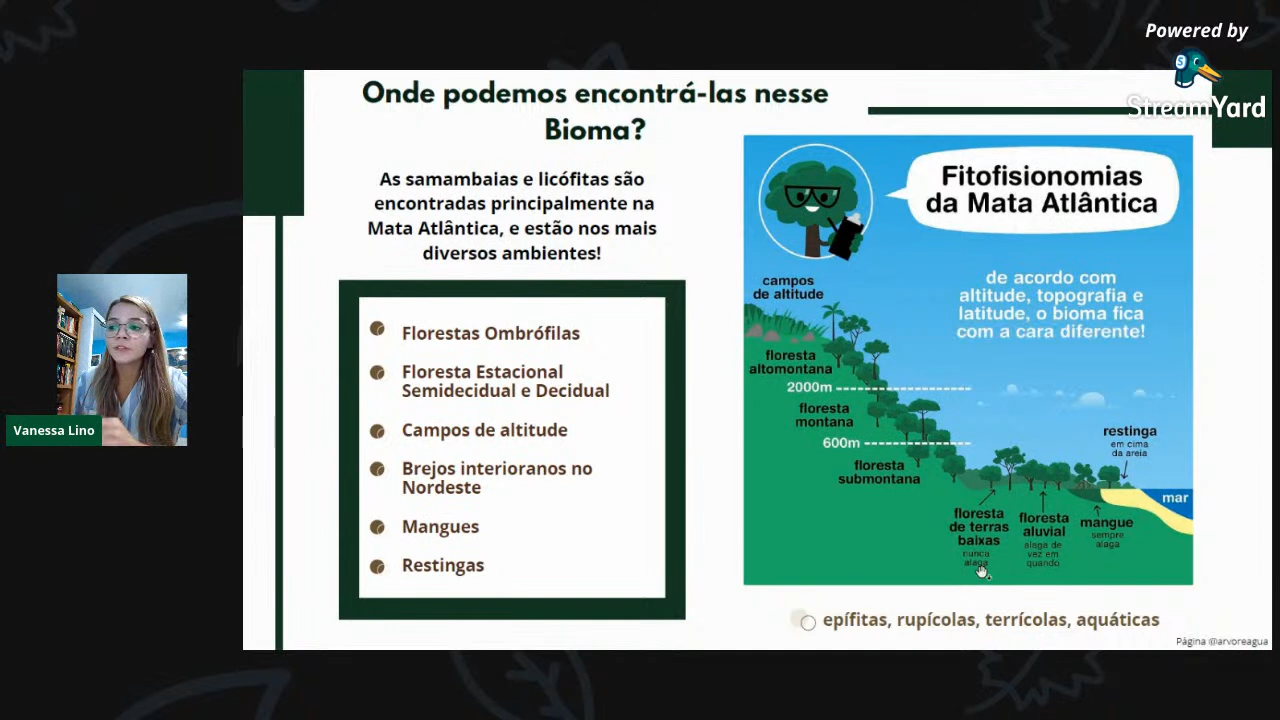 Powered by
StreamYard
Onde podemos encontrá-las nesse
Bioma?
As samambaias e licófitas são
encontradas principalmente na
Mata Atlântica, e estão nos mais
diversos ambientes!
Florestas Ombrófilas
Floresta Estacional
Semidecidual e Decidual
Campos de altitude
Brejos interioranos no
Nordeste
Mangues
Restingas
Fitofisionomias
da Mata Atlântica
de acordo com
altitude, topografia e
latitude, o bioma fica
com a cara diferente!
campos
de altitude
floresta
altomontana
2000m
floresta
montana
600m
floresta
submontana
floresta
de terras
baixas
nunca
alaga
floresta
aluvial
alaga de
vez em
quando
mangue
sempre
alaga
restinga
em cima
da areia
mar
epífitas, rupícolas, terrícolas, aquáticas
Página @arvoreagua
Vanessa Lino